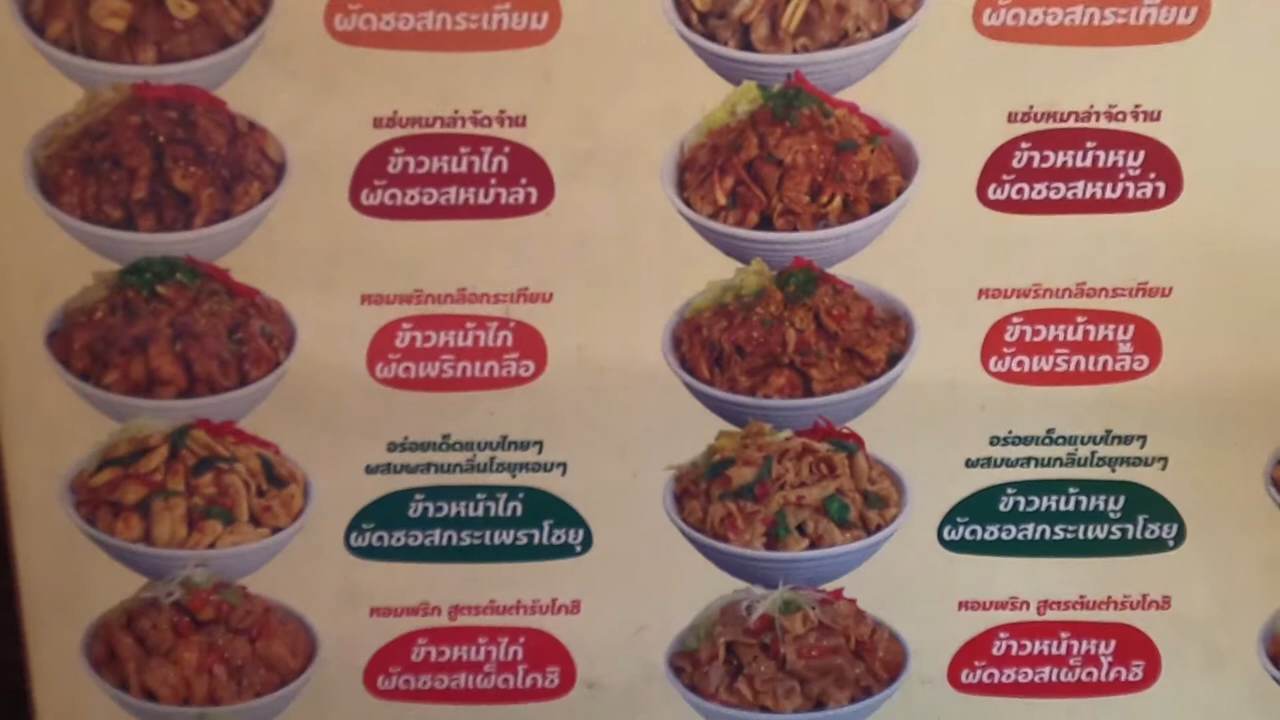 ผัดซอสกระเทียม
ผัดซอสกระเทียม
แซ่บหมาล่าจัดจ้าน
ข้าวหน้าไก่
ผัดซอสหม่าล่า
แซ่บหมาล่าจัดจ้าน
ข้าวหน้าหมู
ผัดซอสหม่าล่า
หอมพริกเกลือกระเทียม
ข้าวหน้าไก่
ผัดพริกเกลือ
หอมพริกเกลือกระเทียม
ข้าวหน้าหมู
ผัดพริกเกลือ
อร่อยเด็ดแบบไทยๆ
ผสมผสานกลิ่นโชยุหอมๆ
ข้าวหน้าไก่
ผัดซอสกระเพราโชยุ
อร่อยเด็ดแบบไทยๆ
ผสมผสานกลิ่นโชยุหอมๆ
ข้าวหน้าหมู
ผัดซอสกระเพราโชยุ
หอมพริก สูตรต้นตำรับโคชิ
ข้าวหน้าไก่
ผัดซอสเผ็ดโคชิ
หอมพริก สูตรต้นตำรับโคชิ
ข้าวหน้าหมู
ผัดซอสเผ็ดโคชิ